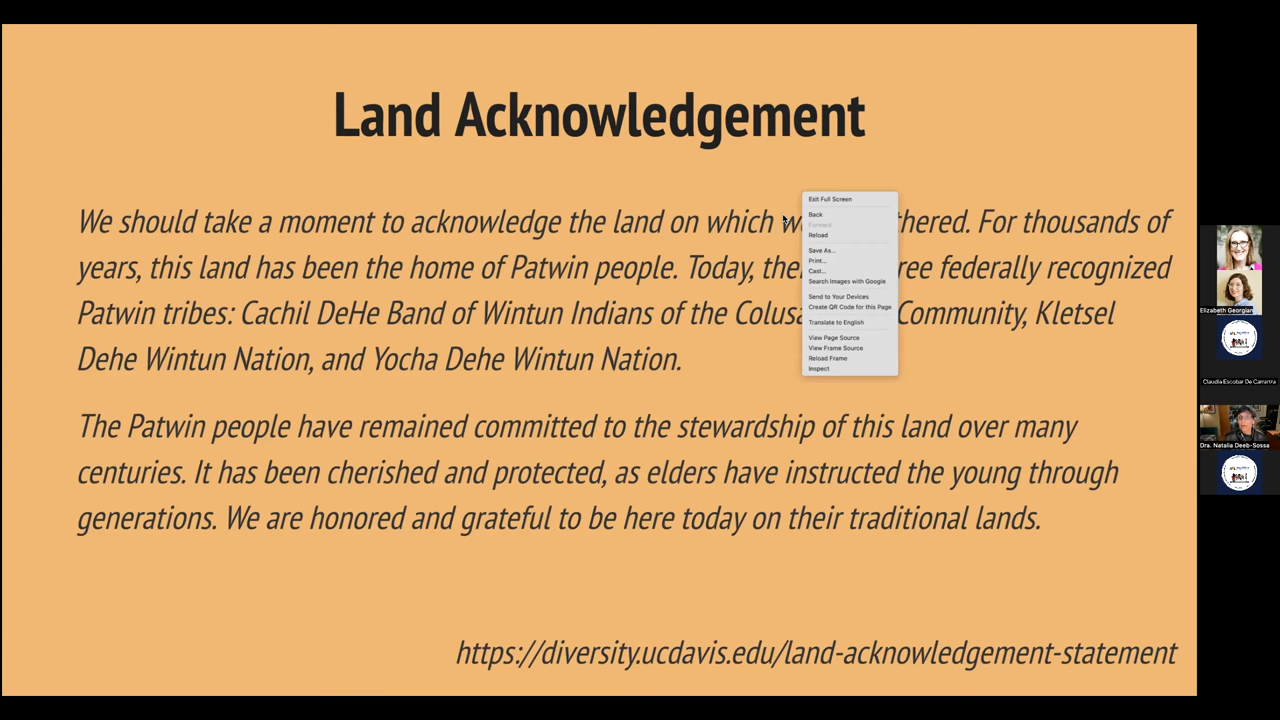 Land Acknowledgement
We should take a moment to acknowledge the land on which thered. For thousands of
years, this land has been the home of Patwin people. Today, ree federally recognized
Patwin tribes: Cachil DeHe Band of Wintun Indians of the Colusa Community, Kletsel
Dehe Wintun Nation, and Yocha Dehe Wintun Nation.
The Patwin people have remained committed to the stewardship of this land over many
centuries. It has been cherished and protected, as elders have instructed the young through
generations. We are honored and grateful to be here today on their traditional lands.
https://diversity.ucdavis.edu/land-acknowledgement-statement
Exit Full Screen
Back
Forward
Reload
Save As...
Print...
Cast...
Search Images with Google
Send to Your Devices
Create QR Code for this Page
Translate to English
View Page Source
View Frame Source
Reload Frame
Inspect
Elizabeth Georgian
Claudia Escobar De Carranza
Dra. Natalia Deeb-Sossa